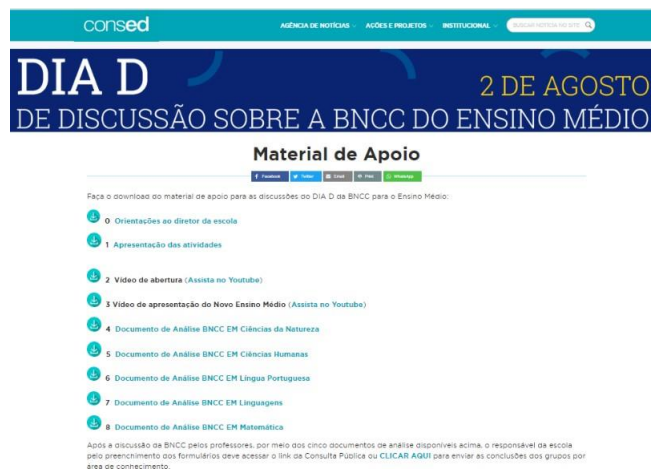 consed
AGÊNCIA DE NOTÍCIAS AÇÕES E PROJETOS INSTITUCIONAL BUSCAR NOTÍCIA NO SITE
DIA D
2 DE AGOSTO
DE DISCUSSÃO SOBRE A BNCC DO ENSINO MÉDIO
Material de Apoio
Facebook Twitter Email Print WhatsApp
Faça o download do material de apoio para as discussões do DIA D da BNCC para o Ensino Médio:
0 Orientações ao diretor da escola
1 Apresentação das atividades
2 Vídeo de abertura (Assista no Youtube)
3 Vídeo de apresentação do Novo Ensino Médio (Assista no Youtube)
4 Documento de Análise BNCC EM Ciências da Natureza
5 Documento de Análise BNCC EM Ciências Humanas
6 Documento de Análise BNCC EM Língua Portuguesa
7 Documento de Análise BNCC EM Linguagens
8 Documento de Análise BNCC EM Matemática
Após a discussão da BNCC pelos professores, por meio dos cinco documentos de análise disponíveis acima, o responsável da escola
pelo preenchimento dos formulários deve acessar o link da Consulta Pública ou CLICAR AQUI para enviar as conclusões dos grupos por
área de conhecimento.